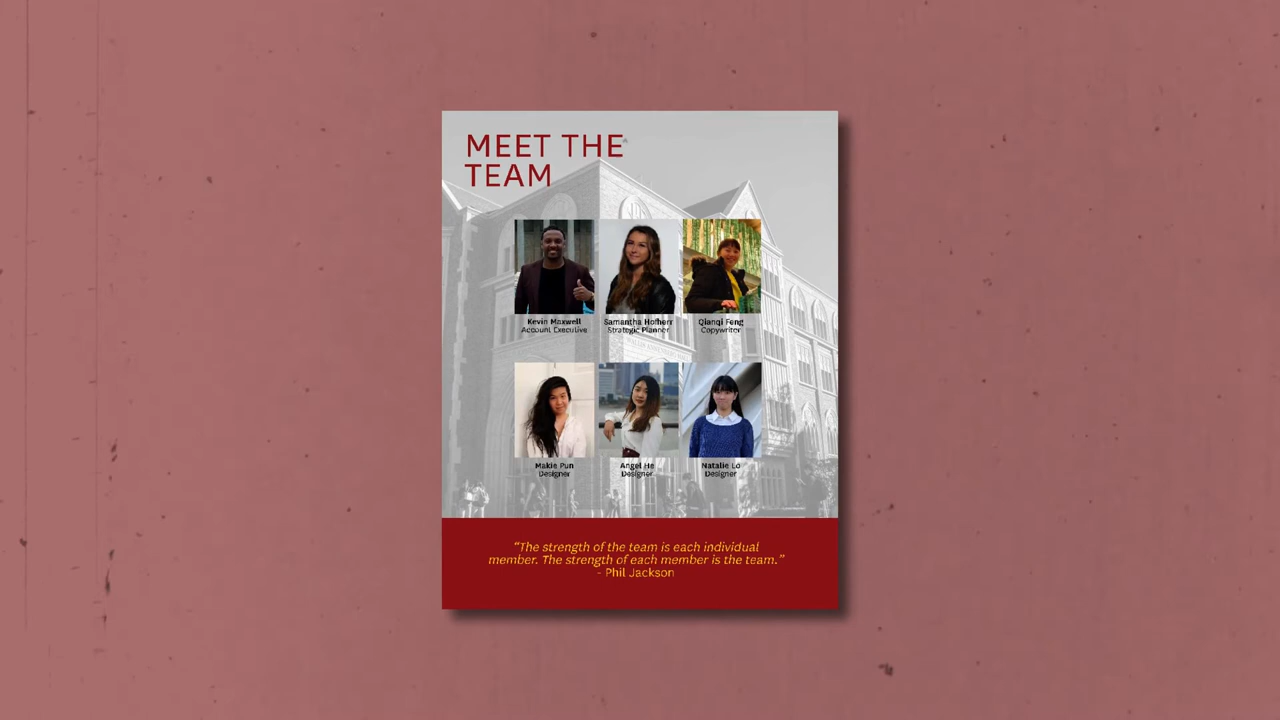 MEET THE
TEAM
Kevin Maxwell
Account Executive
Samantha Hofherr
Strategic Planner
Qianqi Feng
Copywriter
Makie Pun
Designer
Angel He
Designer
Natalie Lo
Designer
“The strength of the team is each individual
member. The strength of each member is the team.”
- Phil Jackson